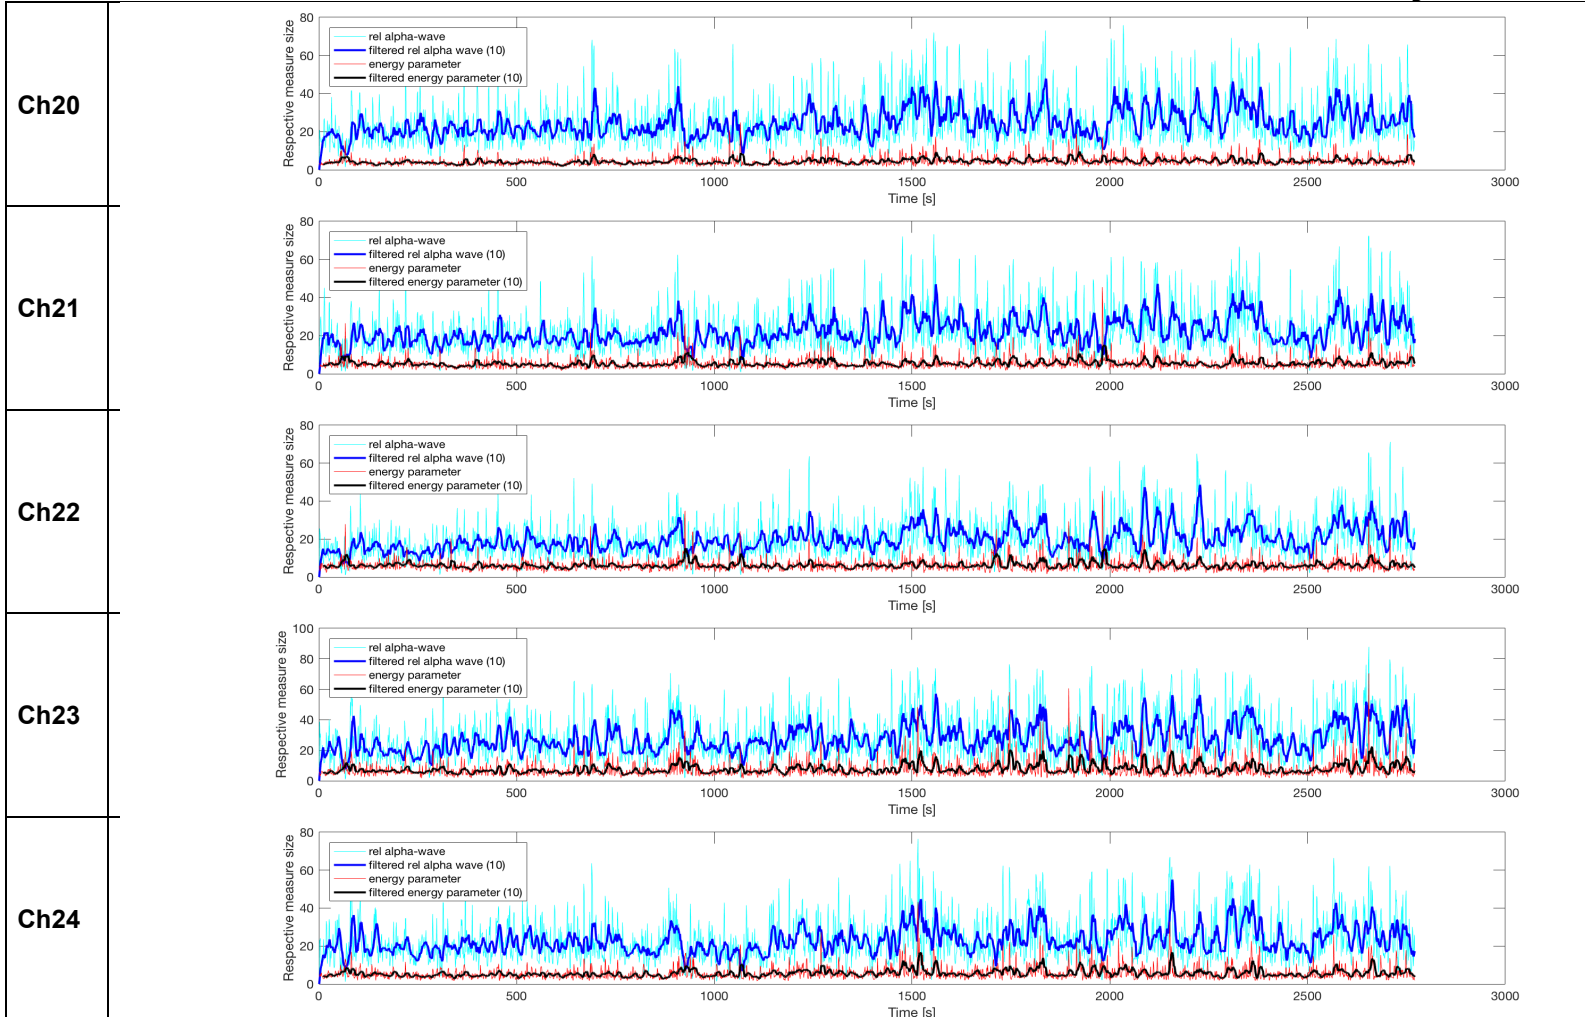 Ch20
Respective measure size
80
60
40
20
0
rel alpha-wave
filtered rel alpha wave (10)
energy parameter
filtered energy parameter (10)
0 500 1000 1500 2000 2500 3000
Time [s]
Ch21
Respective measure size
80
60
40
20
0
rel alpha-wave
filtered rel alpha wave (10)
energy parameter
filtered energy parameter (10)
0 500 1000 1500 2000 2500 3000
Time [s]
Ch22
Respective measure size
80
60
40
20
0
rel alpha-wave
filtered rel alpha wave (10)
energy parameter
filtered energy parameter (10)
0 500 1000 1500 2000 2500 3000
Time [s]
Ch23
Respective measure size
100
80
60
40
20
0
rel alpha-wave
filtered rel alpha wave (10)
energy parameter
filtered energy parameter (10)
0 500 1000 1500 2000 2500 3000
Time [s]
Ch24
Respective measure size
80
60
40
20
0
rel alpha-wave
filtered rel alpha wave (10)
energy parameter
filtered energy parameter (10)
0 500 1000 1500 2000 2500 3000
Time [s]